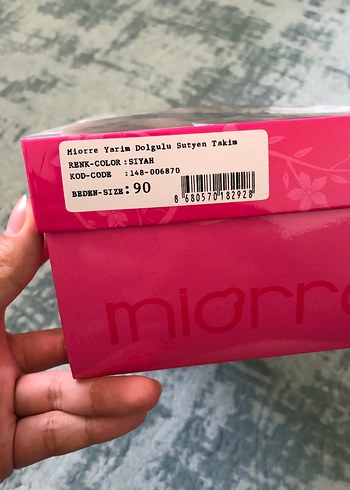 Miorre Yarim Dolgulu Sutyen Takim
RENK-COLOR :SIYAH
KOD-CODE :148-006870
BEDEN-SIZE:90
8 680570 182928
miorre